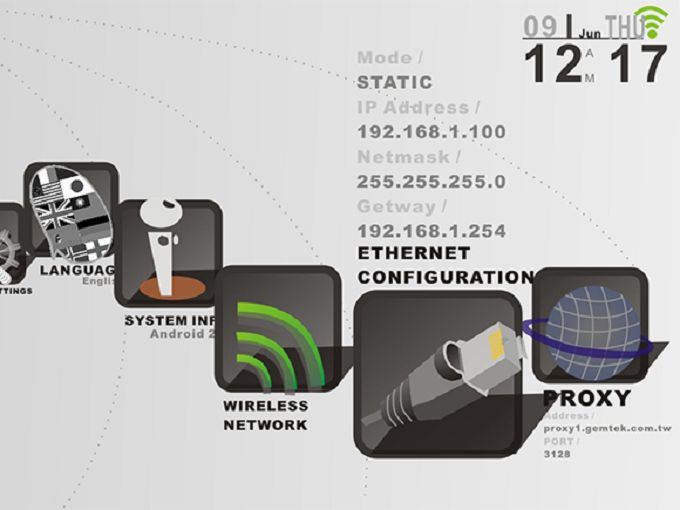 09 | Jun THU
12 AM 17
Mode /
STATIC
IP Address /
192.168.1.100
Netmask /
255.255.255.0
Getway /
192.168.1.254
ETHERNET
CONFIGURATION
TTINGS
LANGUAG
Englis
SYSTEM INF
Android 2
WIRELESS
NETWORK
PROXY
Address /
proxy1.gemtek.com.tw
PORT /
3128